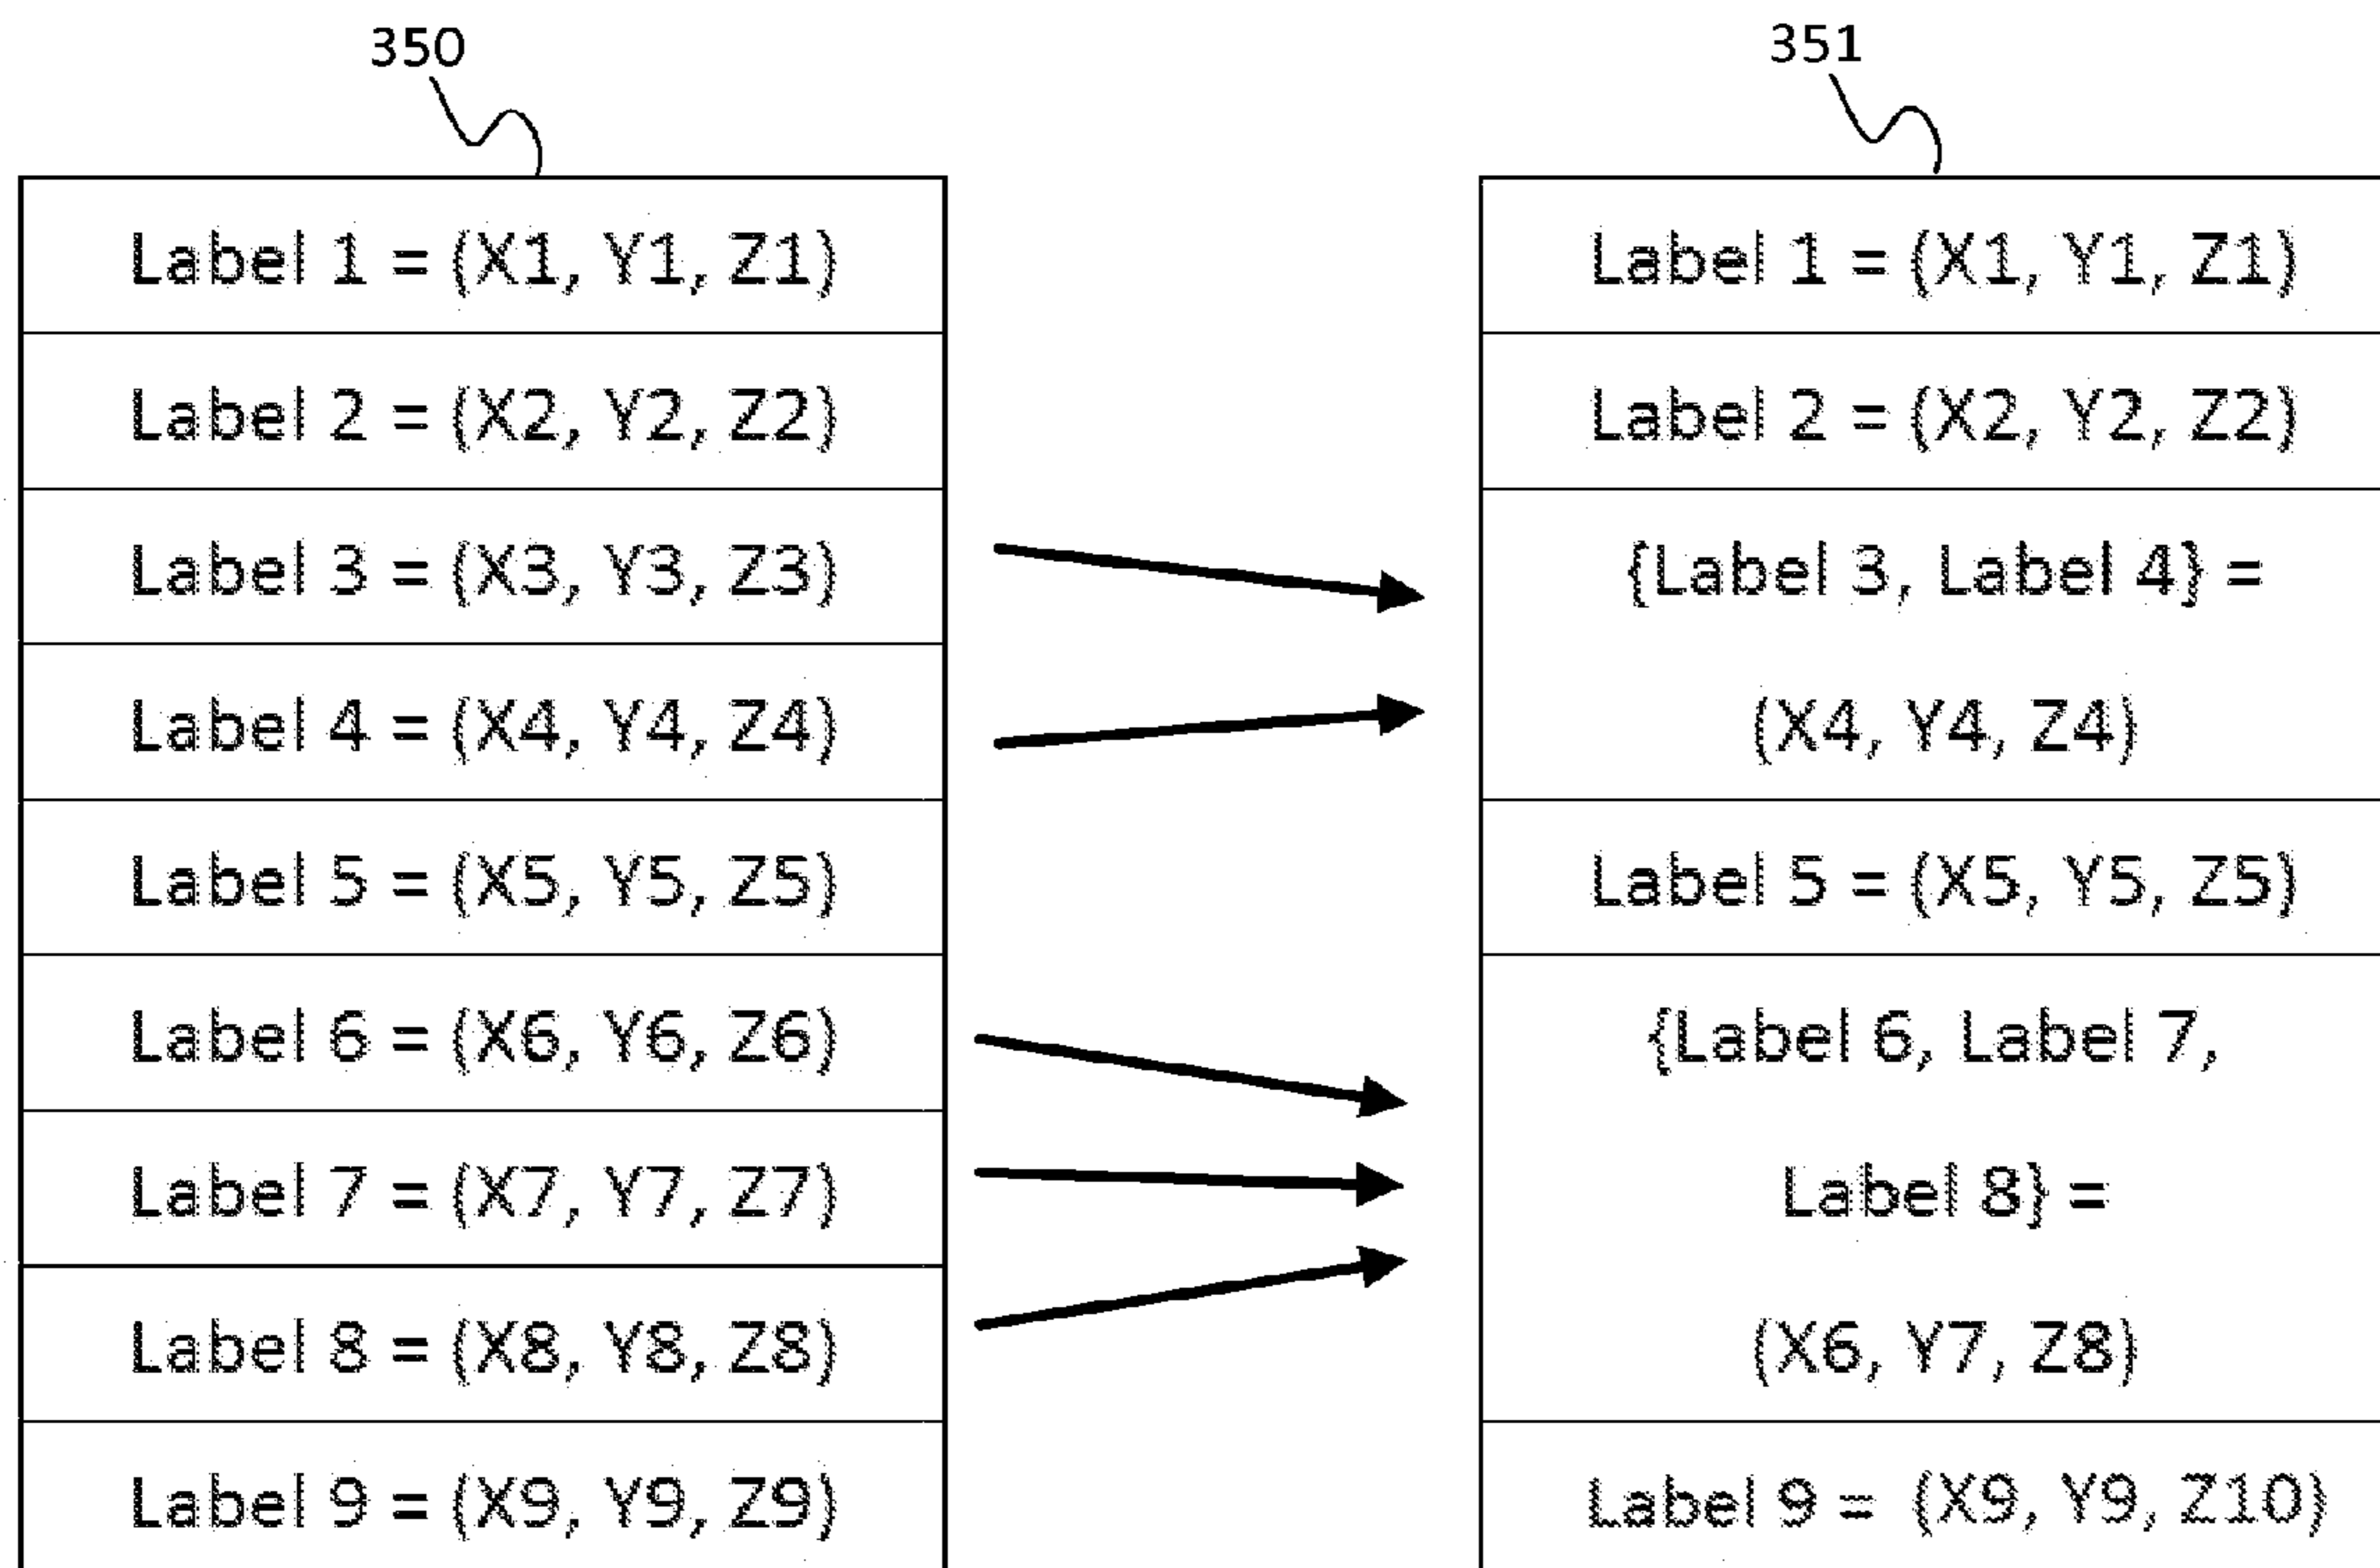 350
Label 1 = (X1, Y1, Z1)
Label 2 = (X2, Y2, Z2)
Label 3 = (X3, Y3, Z3)
Label 4 = (X4, Y4, Z4)
Label 5 = (X5, Y5, Z5)
Label 6 = (X6, Y6, Z6)
Label 7 = (X7, Y7, Z7)
Label 8 = (X8, Y8, Z8)
Label 9 = (X9, Y9, Z9)
351
Label 1 = (X1, Y1, Z1)
Label 2 = (X2, Y2, Z2)
{Label 3, Label 4} =
(X4, Y4, Z4)
Label 5 = (X5, Y5, Z5)
{Label 6, Label 7,
Label 8} =
(X6, Y7, Z8)
Label 9 = (X9, Y9, Z10)